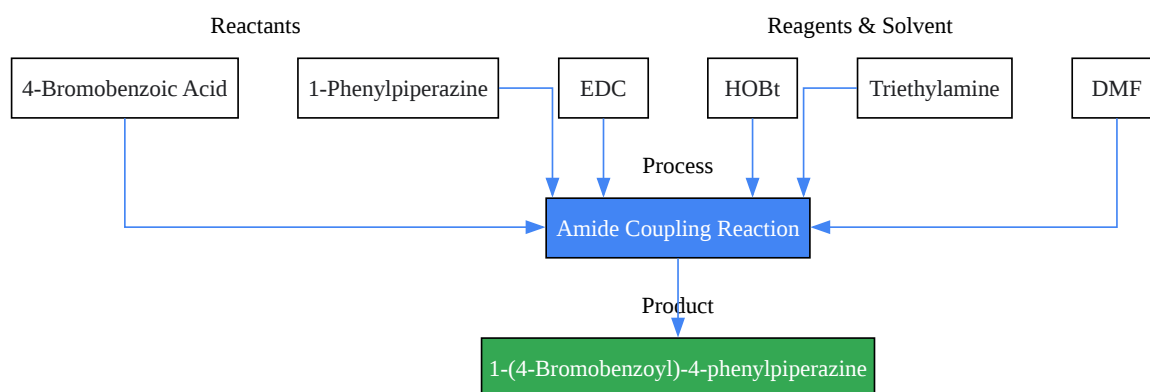 Reactants
Reagents & Solvent
4-Bromobenzoic Acid
1-Phenylpiperazine
EDC
HOBt
Triethylamine
DMF
Process
Amide Coupling Reaction
Product
1-(4-Bromobenzoyl)-4-phenylpiperazine